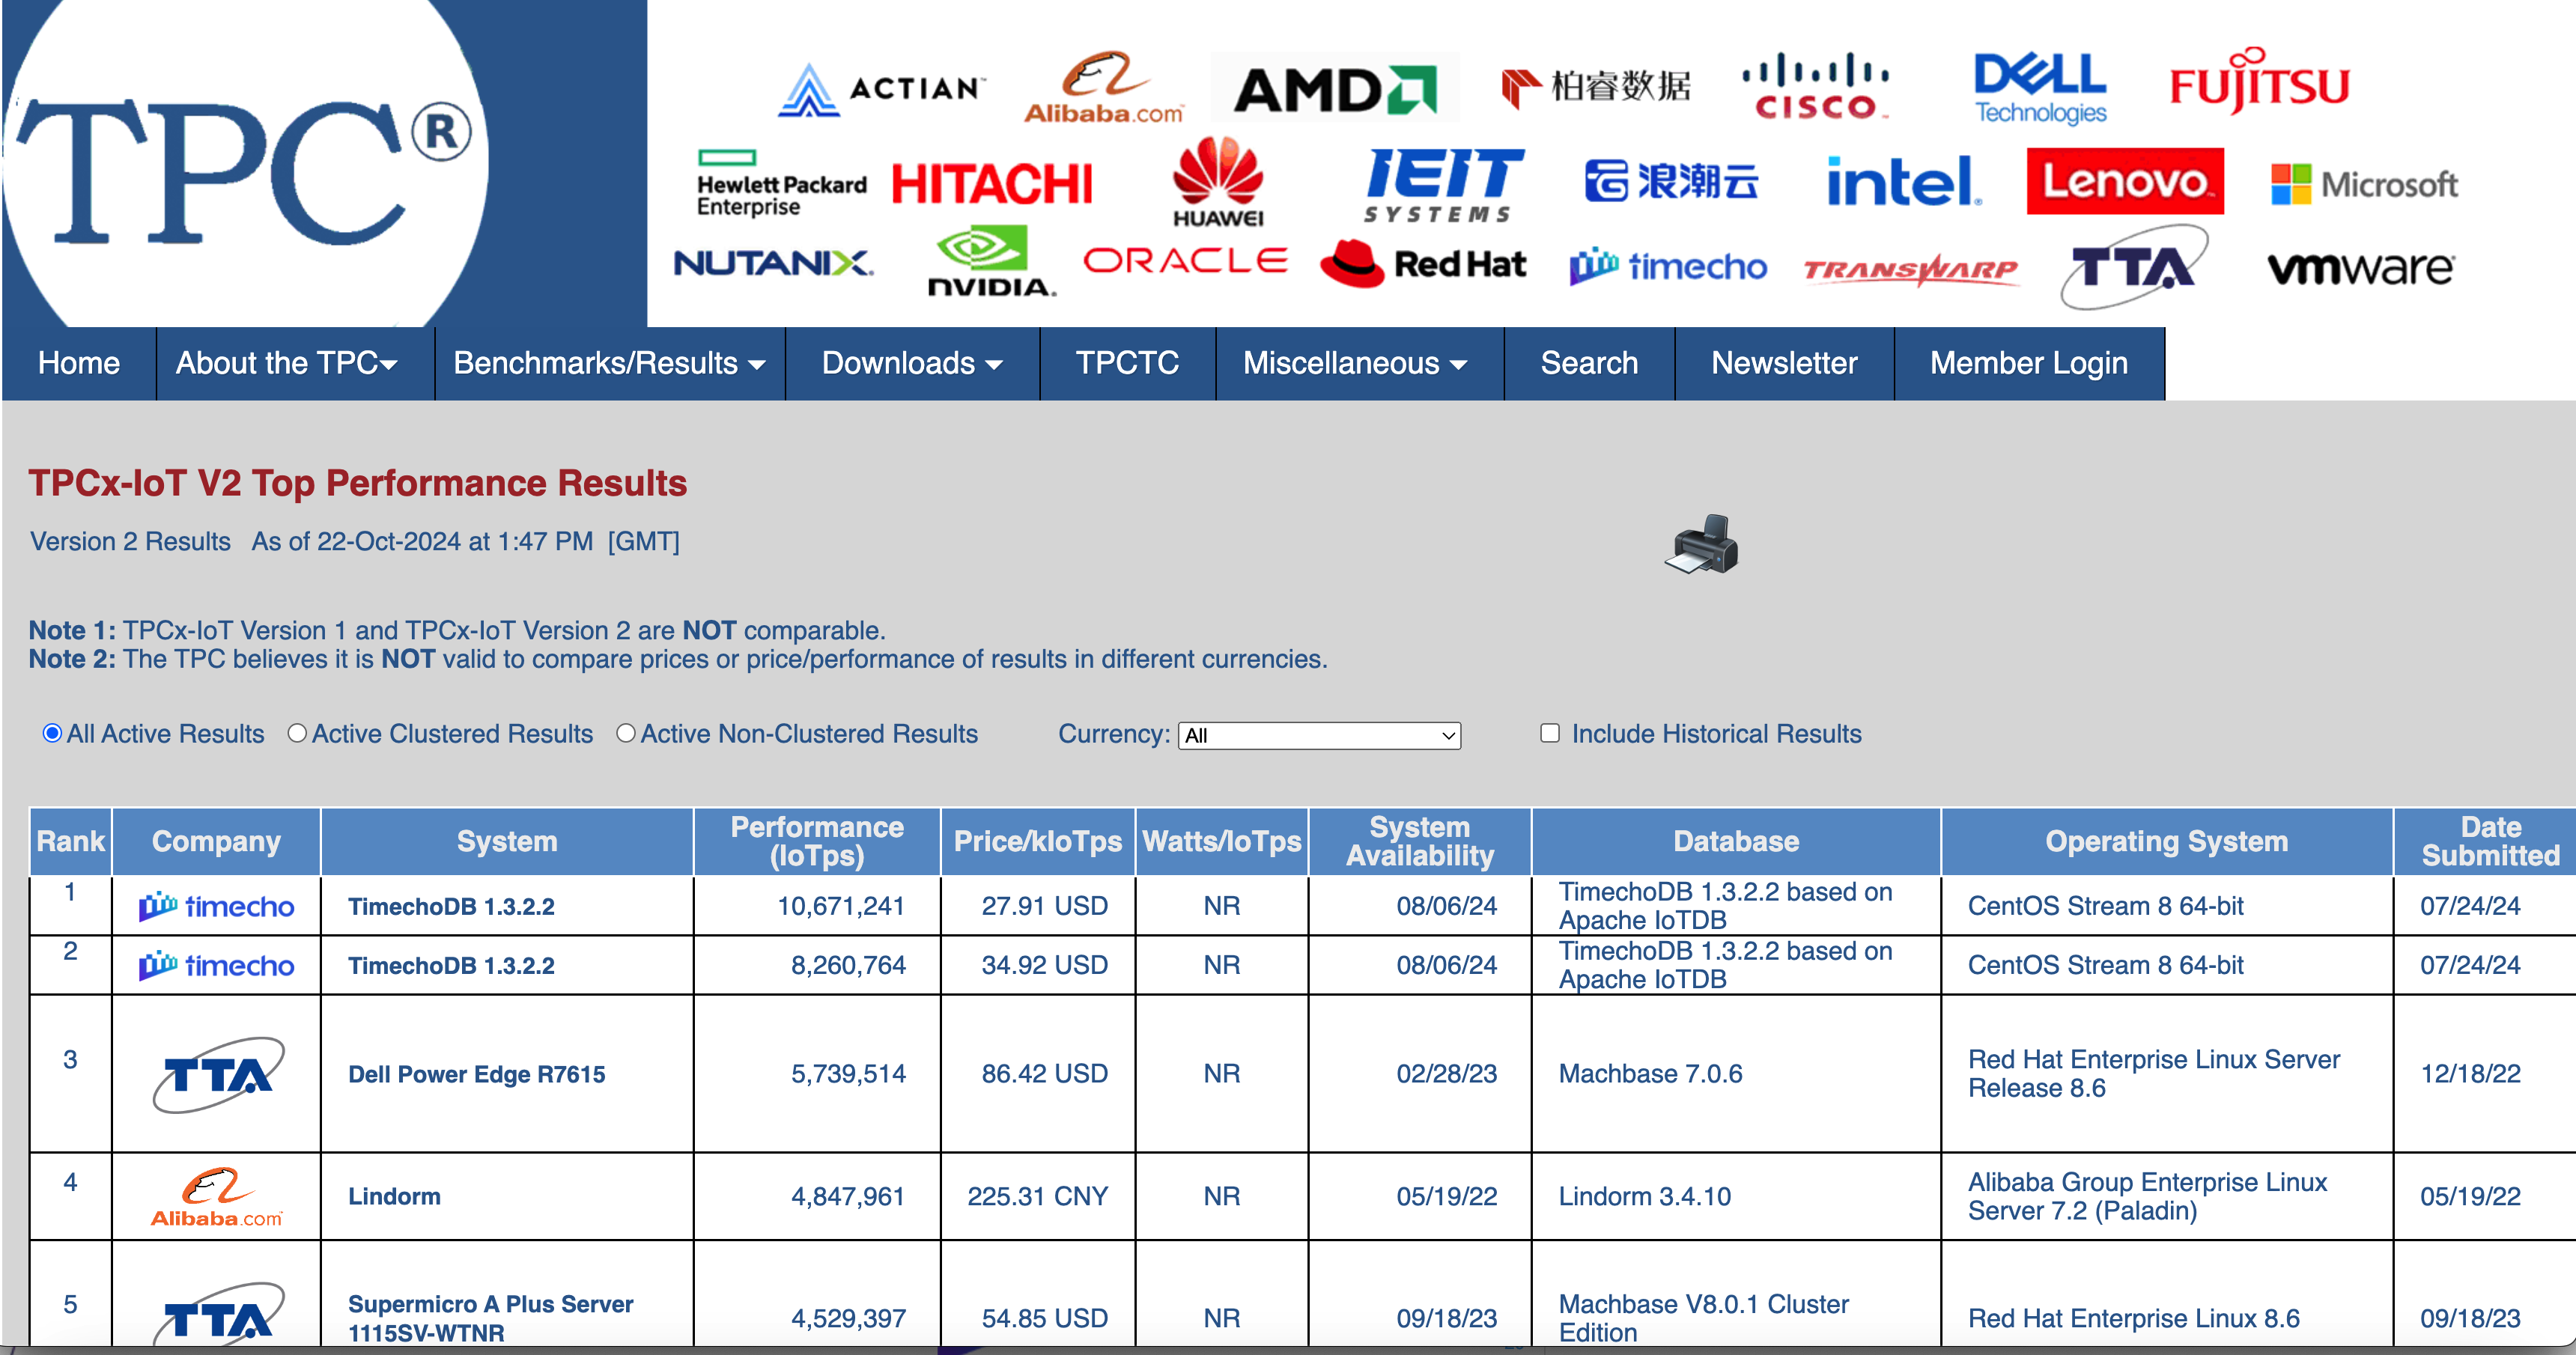 TPC®
ACTIAN™
Alibaba.com™
AMD
柏睿数据
CISCO™
DELL Technologies
FUJITSU
Hewlett Packard Enterprise
HITACHI
HUAWEI
IEIT SYSTEMS
浪潮云
intel®
Lenovo™
Microsoft
NUTANIX
NVIDIA.
ORACLE
Red Hat
timecho
TRANSWARP
TTA
vmware
Home
About the TPC
Benchmarks/Results
Downloads
TPCTC
Miscellaneous
Search
Newsletter
Member Login
TPCx-IoT V2 Top Performance Results
Version 2 Results As of 22-Oct-2024 at 1:47 PM [GMT]
Note 1: TPCx-IoT Version 1 and TPCx-IoT Version 2 are NOT comparable.
Note 2: The TPC believes it is NOT valid to compare prices or price/performance of results in different currencies.
All Active Results Active Clustered Results Active Non-Clustered Results Currency: All Include Historical Results
Rank Company System Performance (IoTps) Price/kIoTps Watts/IoTps System Availability Database Operating System Date Submitted
1 timecho TimechoDB 1.3.2.2 10,671,241 27.91 USD NR 08/06/24 TimechoDB 1.3.2.2 based on Apache IoTDB CentOS Stream 8 64-bit 07/24/24
2 timecho TimechoDB 1.3.2.2 8,260,764 34.92 USD NR 08/06/24 TimechoDB 1.3.2.2 based on Apache IoTDB CentOS Stream 8 64-bit 07/24/24
3 TTA Dell Power Edge R7615 5,739,514 86.42 USD NR 02/28/23 Machbase 7.0.6 Red Hat Enterprise Linux Server Release 8.6 12/18/22
4 Alibaba.com™ Lindorm 4,847,961 225.31 CNY NR 05/19/22 Lindorm 3.4.10 Alibaba Group Enterprise Linux Server 7.2 (Paladin) 05/19/22
5 TTA Supermicro A Plus Server 1115SV-WTNR 4,529,397 54.85 USD NR 09/18/23 Machbase V8.0.1 Cluster Edition Red Hat Enterprise Linux 8.6 09/18/23